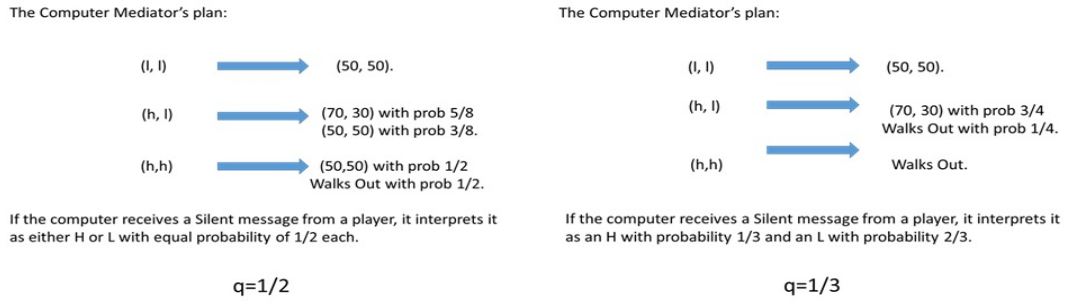 The Computer Mediator's plan:
(l, l)
(50, 50).
(h, l)
(70, 30) with prob 5/8
(50, 50) with prob 3/8.
(h,h)
(50,50) with prob 1/2
Walks Out with prob 1/2.
If the computer receives a Silent message from a player, it interprets it
as either H or L with equal probability of 1/2 each.
q=1/2
The Computer Mediator's plan:
(l, l)
(50, 50).
(h, l)
(70, 30) with prob 3/4
Walks Out with prob 1/4.
(h,h)
Walks Out.
If the computer receives a Silent message from a player, it interprets it
as an H with probability 1/3 and an L with probability 2/3.
q=1/3